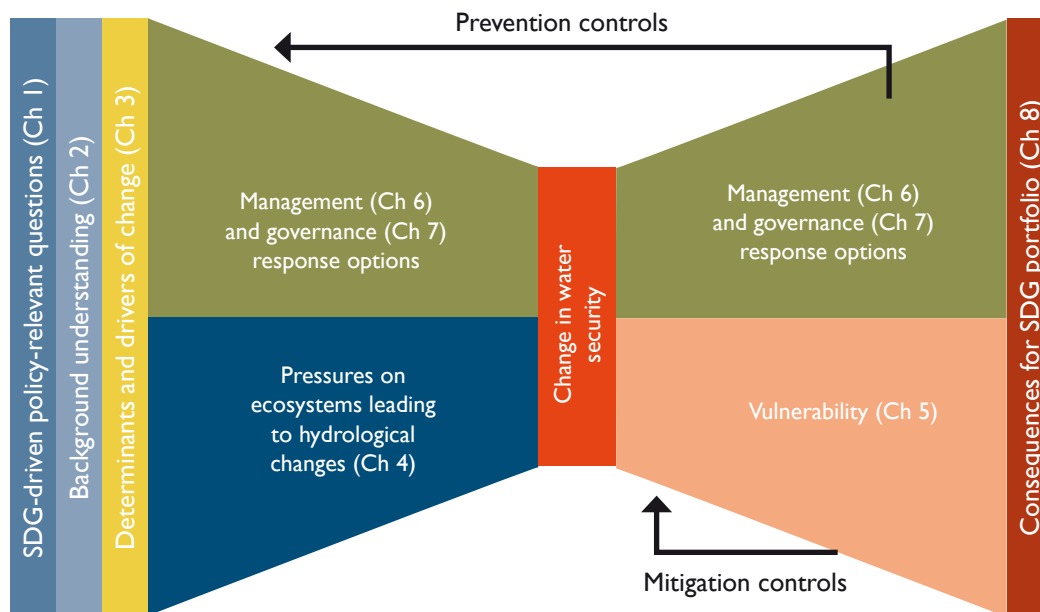 Prevention controls
SDG-driven policy-relevant questions (Ch 1)
Background understanding (Ch 2)
Determinants and drivers of change (Ch 3)
Management (Ch 6)
and governance (Ch 7)
response options
Pressures on
ecosystems leading
to hydrological
changes (Ch 4)
Change in water
security
Management (Ch 6)
and governance (Ch 7)
response options
Vulnerability (Ch 5)
Mitigation controls
Consequences for SDG portfolio (Ch 8)